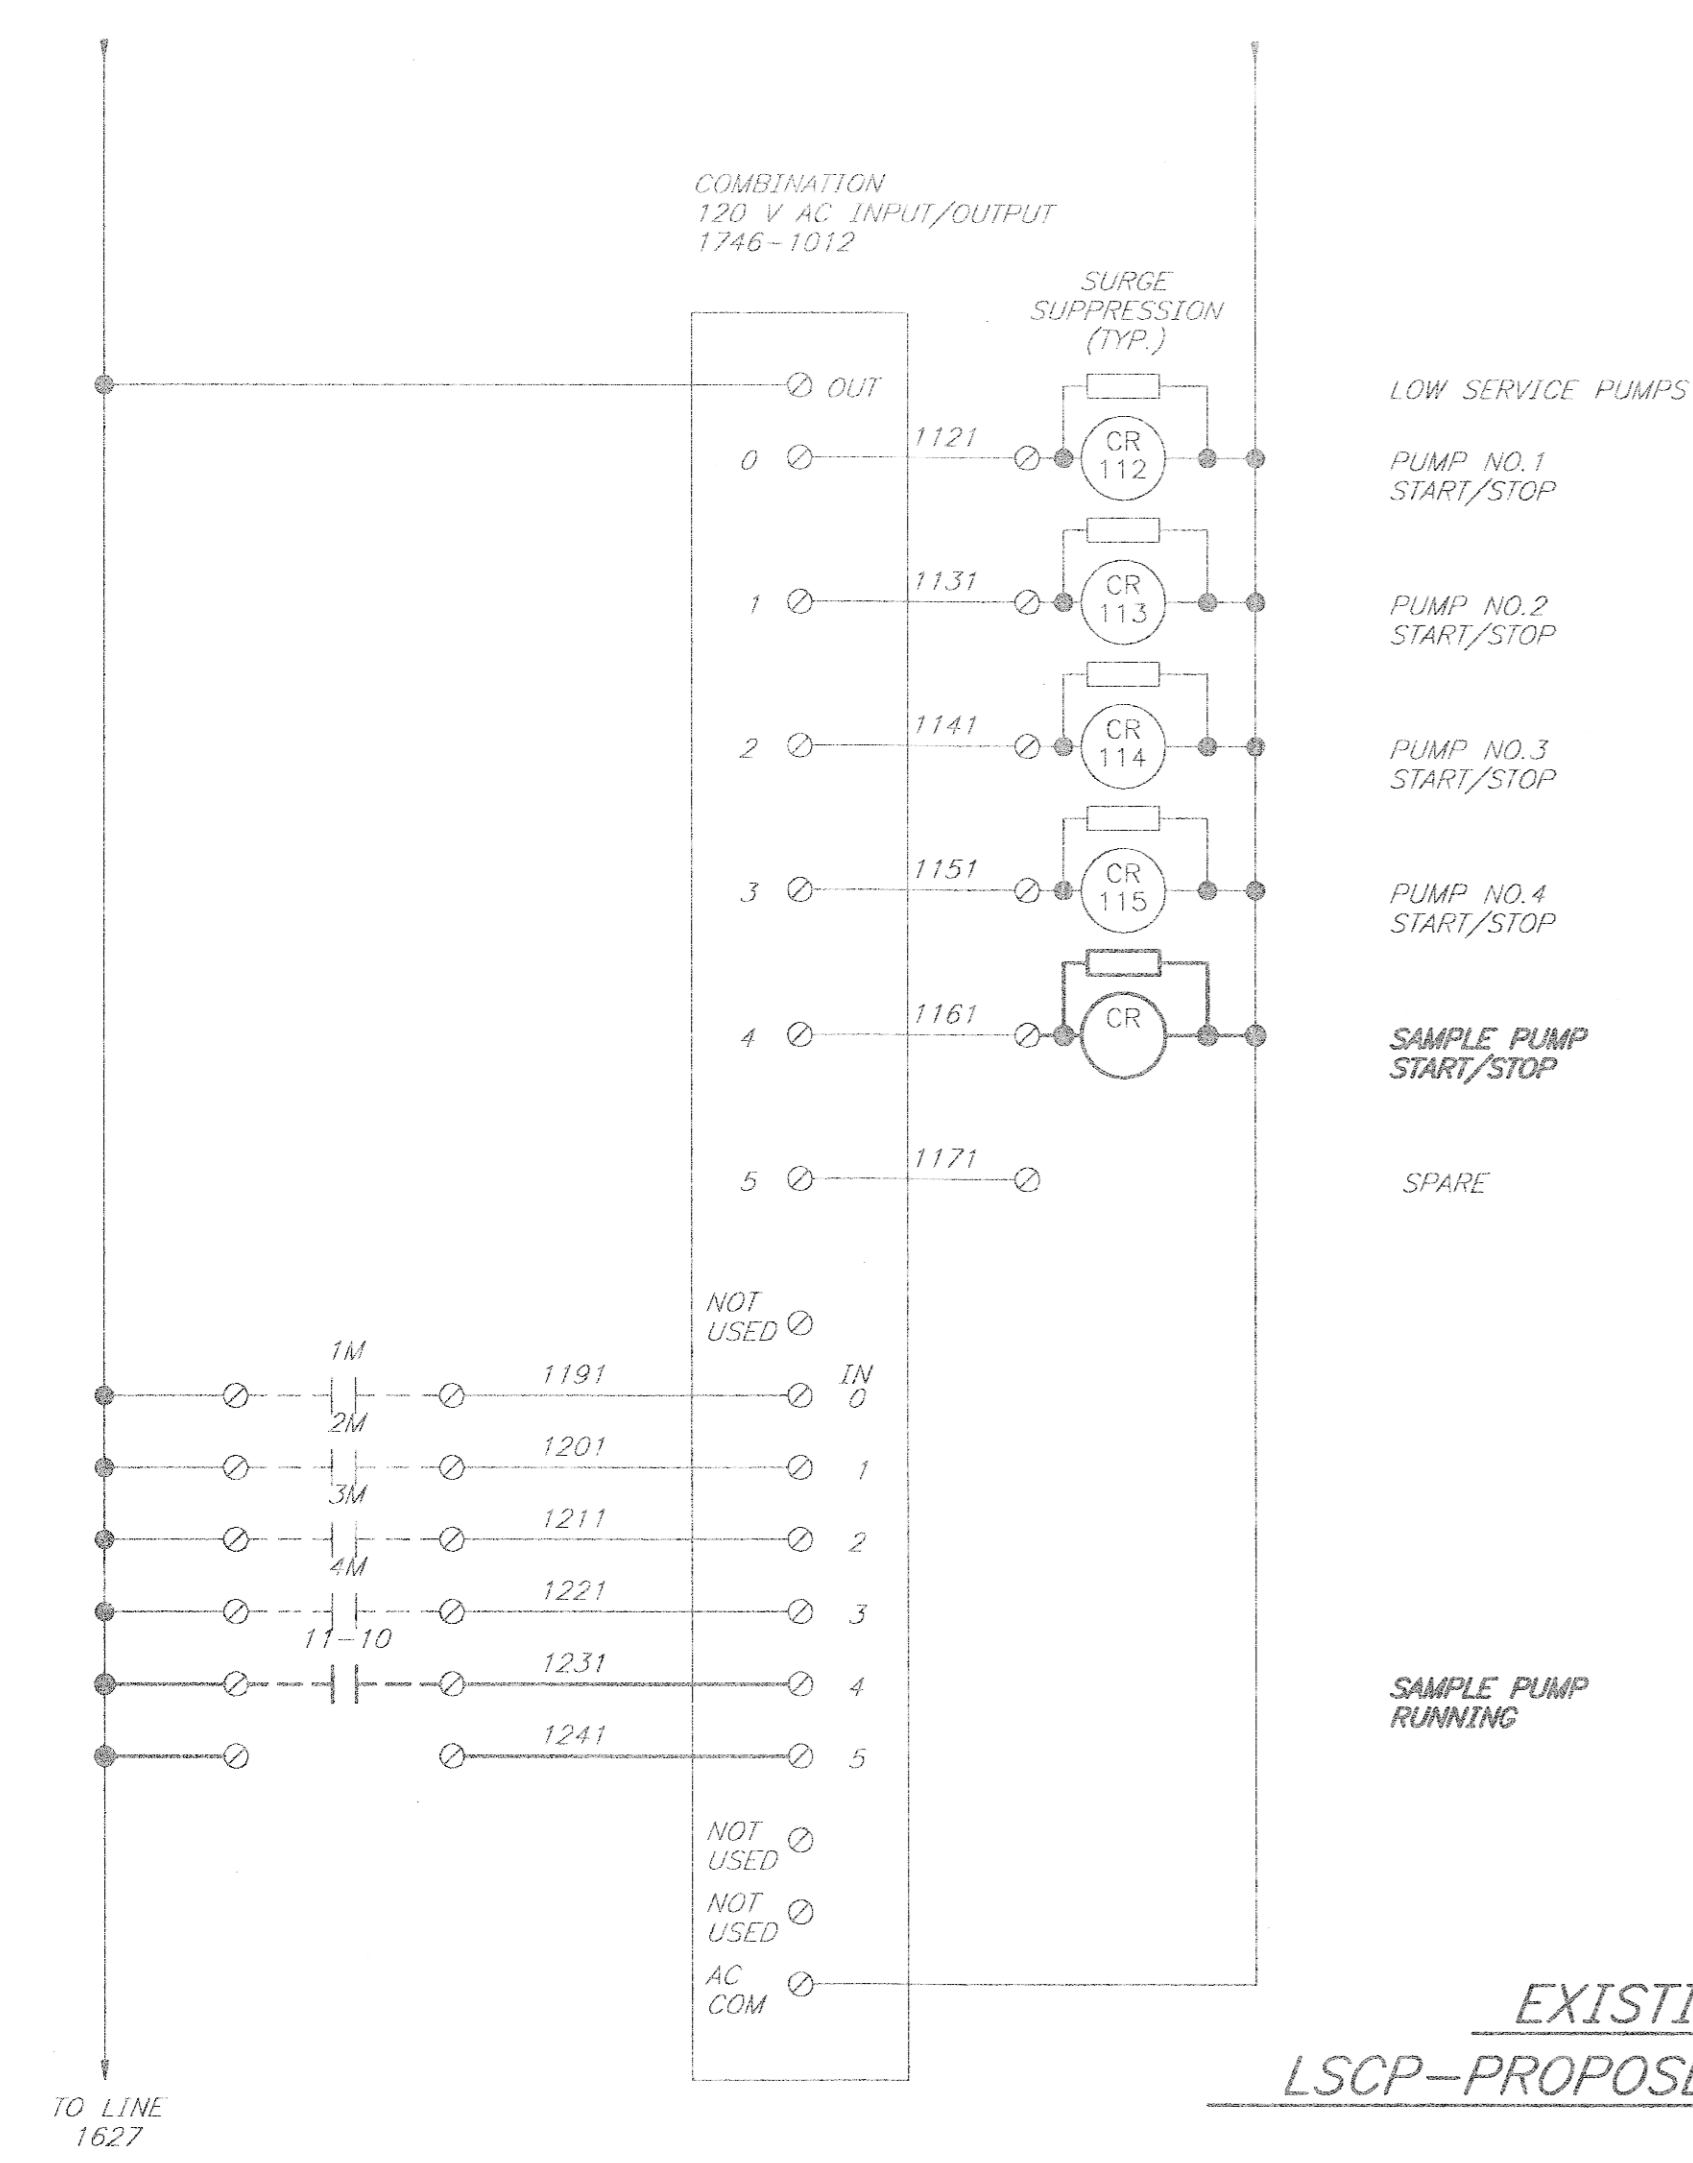 COMBINATION
120 V AC INPUT/OUTPUT
1746-1012
SURGE
SUPPRESSION
(TYP.)
OUT
LOW SERVICE PUMPS
0
1121
CR
112
PUMP NO.1
START/STOP
1
1131
CR
113
PUMP NO.2
START/STOP
2
1141
CR
114
PUMP NO.3
START/STOP
3
1151
CR
115
PUMP NO.4
START/STOP
4
1161
CR
SAMPLE PUMP
START/STOP
5
1171
SPARE
NOT
USED
1M
1191
IN
0
2M
1201
1
3M
1211
2
4M
1221
3
11-10
1231
4
SAMPLE PUMP
RUNNING
1241
5
NOT
USED
NOT
USED
AC
COM
EXISTI
LSCP-PROPOSE
TO LINE
1627